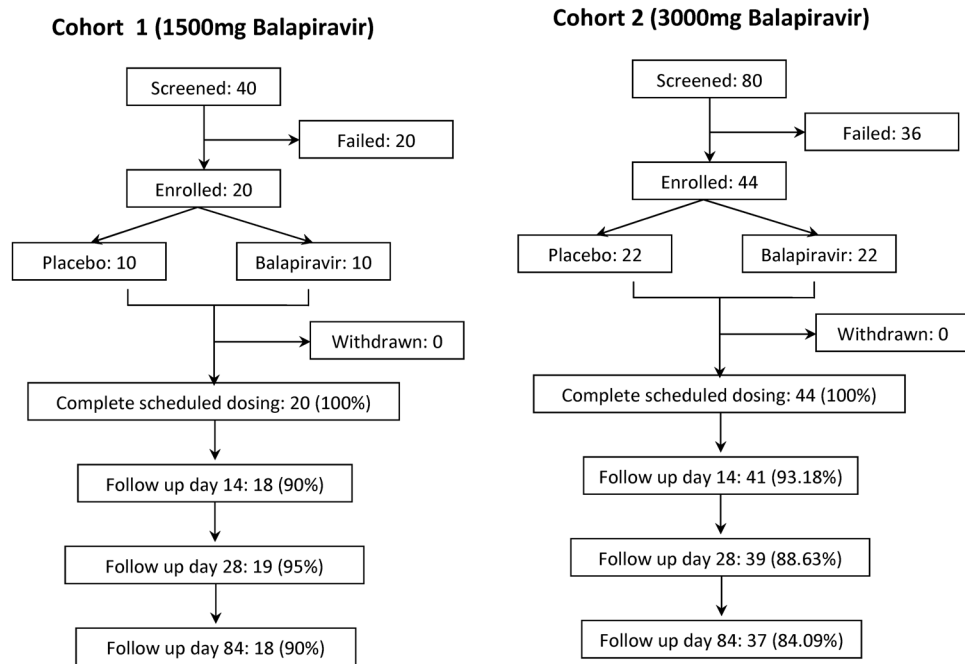 Cohort 1 (1500mg Balapiravir)
Screened: 40
Failed: 20
Enrolled: 20
Placebo: 10
Balapiravir: 10
Withdrawn: 0
Complete scheduled dosing: 20 (100%)
Follow up day 14: 18 (90%)
Follow up day 28: 19 (95%)
Follow up day 84: 18 (90%)
Cohort 2 (3000mg Balapiravir)
Screened: 80
Failed: 36
Enrolled: 44
Placebo: 22
Balapiravir: 22
Withdrawn: 0
Complete scheduled dosing: 44 (100%)
Follow up day 14: 41 (93.18%)
Follow up day 28: 39 (88.63%)
Follow up day 84: 37 (84.09%)